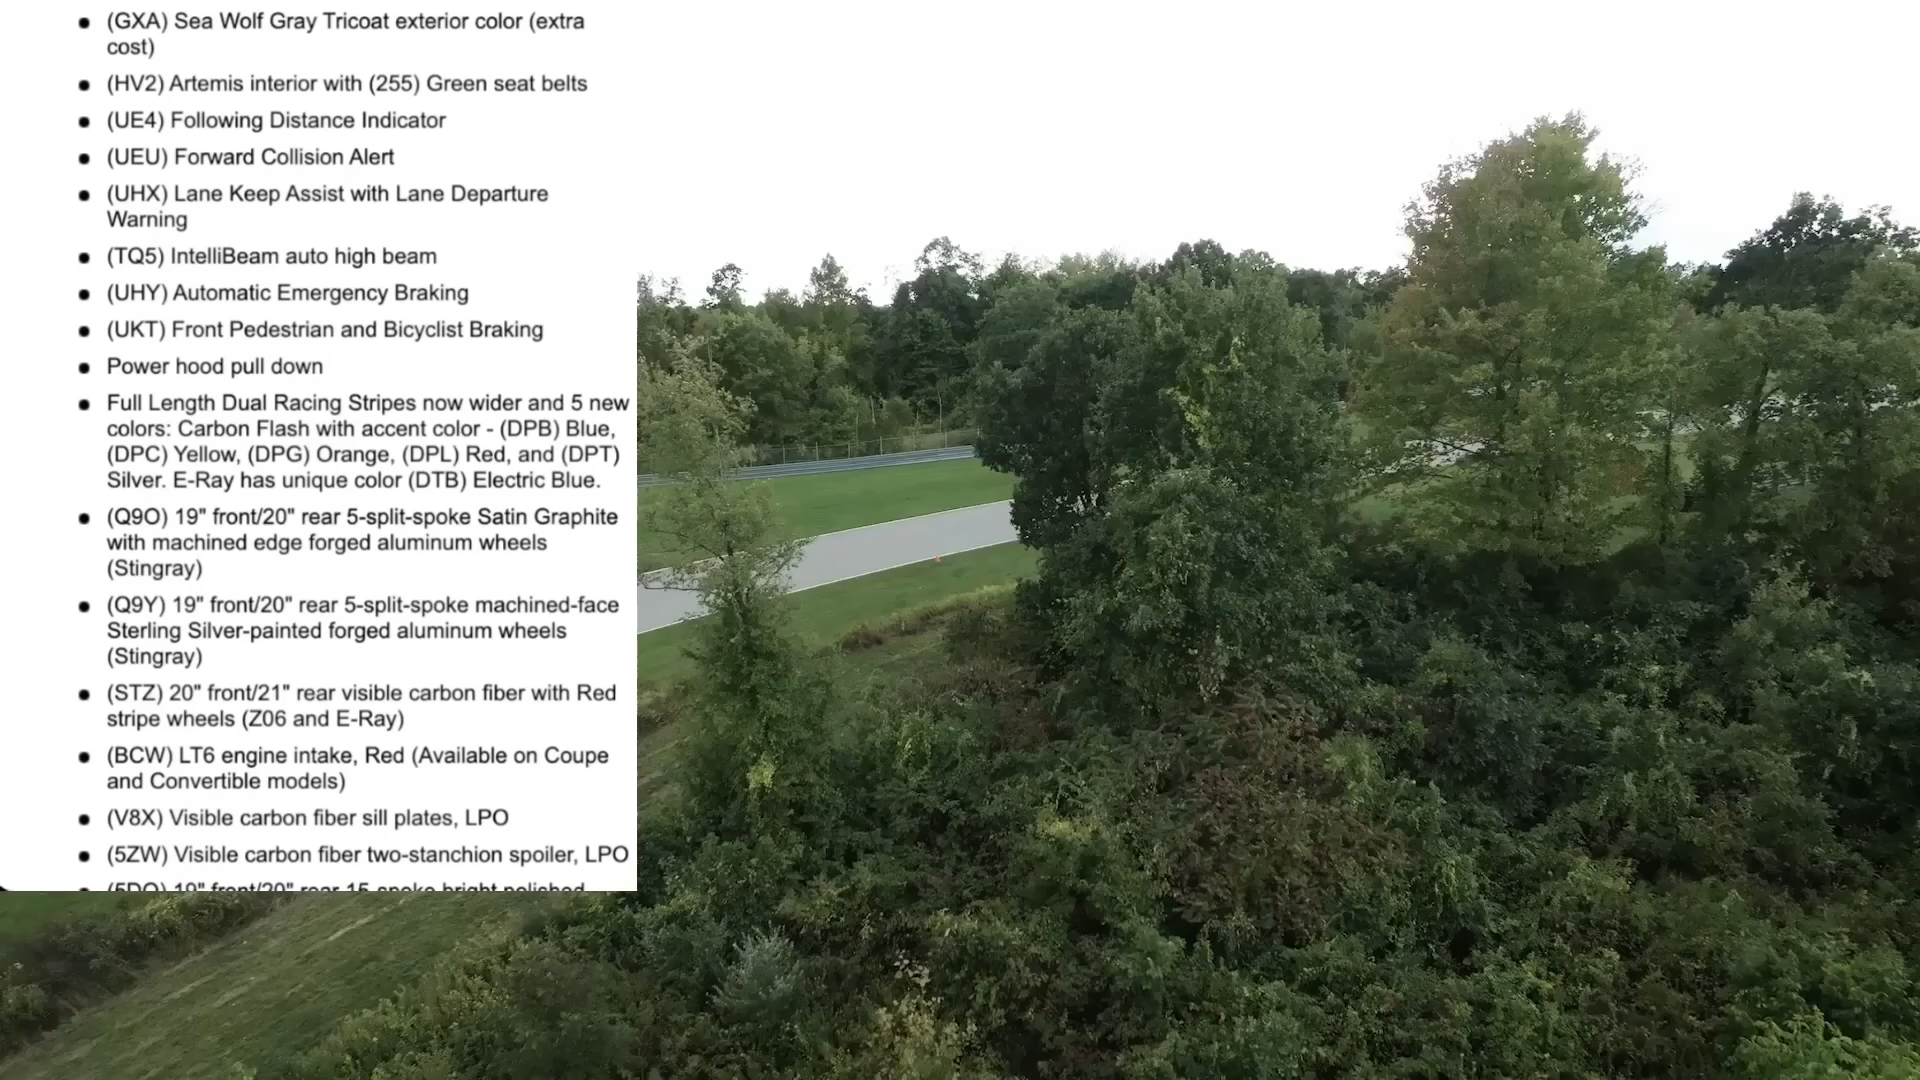 (GXA) Sea Wolf Gray Tricoat exterior color (extra
cost)
(HV2) Artemis interior with (255) Green seat belts
(UE4) Following Distance Indicator
(UEU) Forward Collision Alert
(UHX) Lane Keep Assist with Lane Departure
Warning
(TQ5) IntelliBeam auto high beam
(UHY) Automatic Emergency Braking
(UKT) Front Pedestrian and Bicyclist Braking
Power hood pull down
Full Length Dual Racing Stripes now wider and 5 new
colors: Carbon Flash with accent color - (DPB) Blue,
(DPC) Yellow, (DPG) Orange, (DPL) Red, and (DPT)
Silver. E-Ray has unique color (DTB) Electric Blue.
(Q9O) 19" front/20" rear 5-split-spoke Satin Graphite
with machined edge forged aluminum wheels
(Stingray)
(Q9Y) 19" front/20" rear 5-split-spoke machined-face
Sterling Silver-painted forged aluminum wheels
(Stingray)
(STZ) 20" front/21" rear visible carbon fiber with Red
stripe wheels (Z06 and E-Ray)
(BCW) LT6 engine intake, Red (Available on Coupe
and Convertible models)
(V8X) Visible carbon fiber sill plates, LPO
(5ZW) Visible carbon fiber two-stanchion spoiler, LPO
19" front/20" rear 15-spoke bright polished